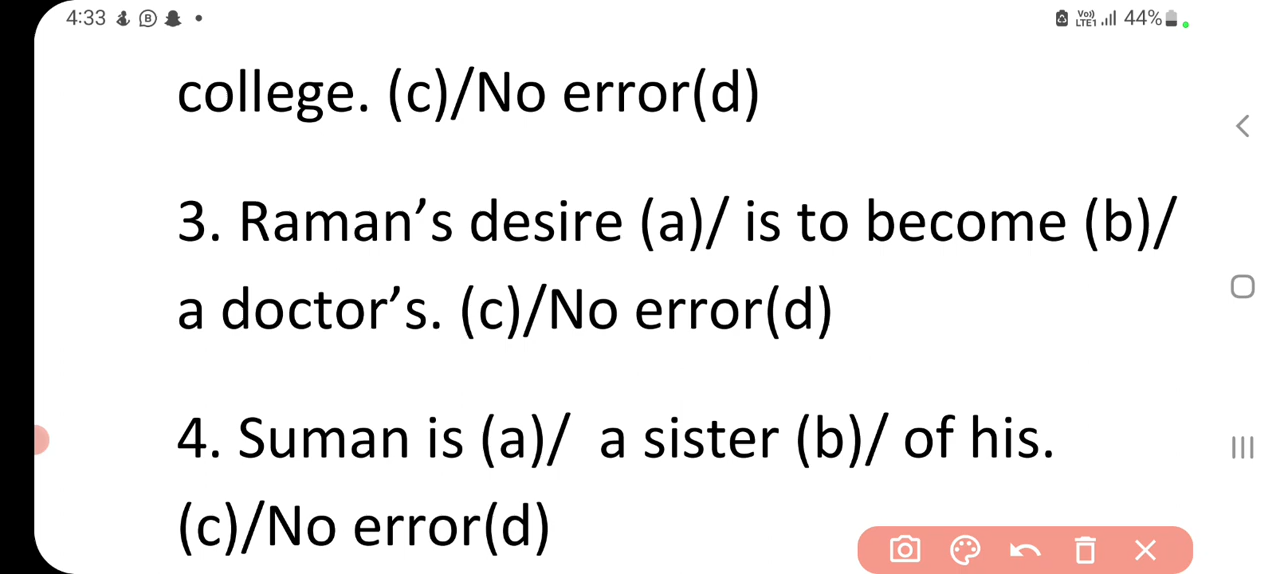 4:33
Vo))
LTE1
44%
college. (c)/No error(d)
3. Raman’s desire (a)/ is to become (b)/
a doctor’s. (c)/No error(d)
4. Suman is (a)/ a sister (b)/ of his.
(c)/No error(d)